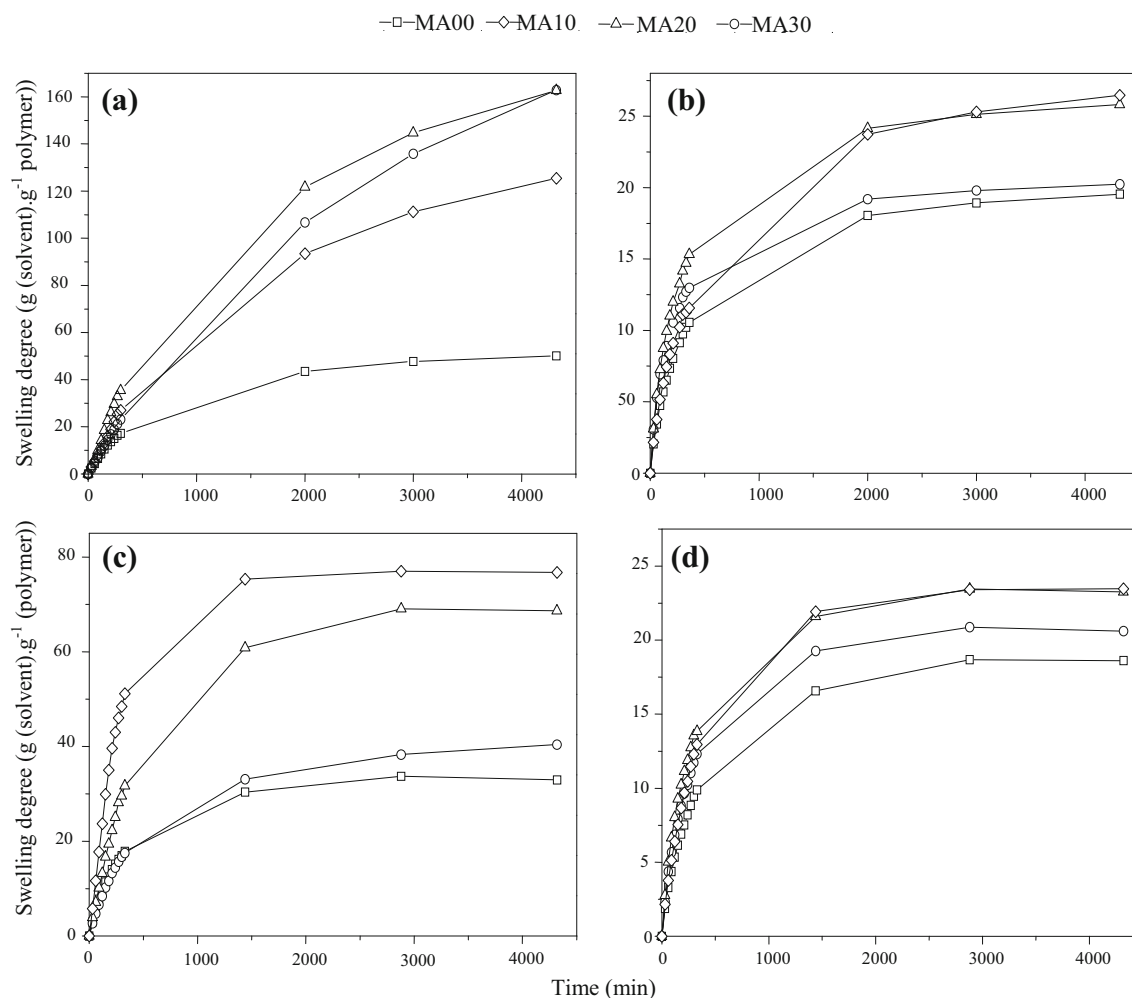 MA00 MA10 MA20 MA30
(a)
160
140
120
100
80
60
40
20
0
0 1000 2000 3000 4000
Swelling degree (g (solvent).g⁻¹ polymer))
(b)
25
20
15
10
50
0
0 1000 2000 3000 4000
(c)
80
60
40
20
0
0 1000 2000 3000 4000
Swelling degree (g (solvent).g⁻¹ (polymer))
(d)
25
20
15
10
5
0
0 1000 2000 3000 4000
Time (min)